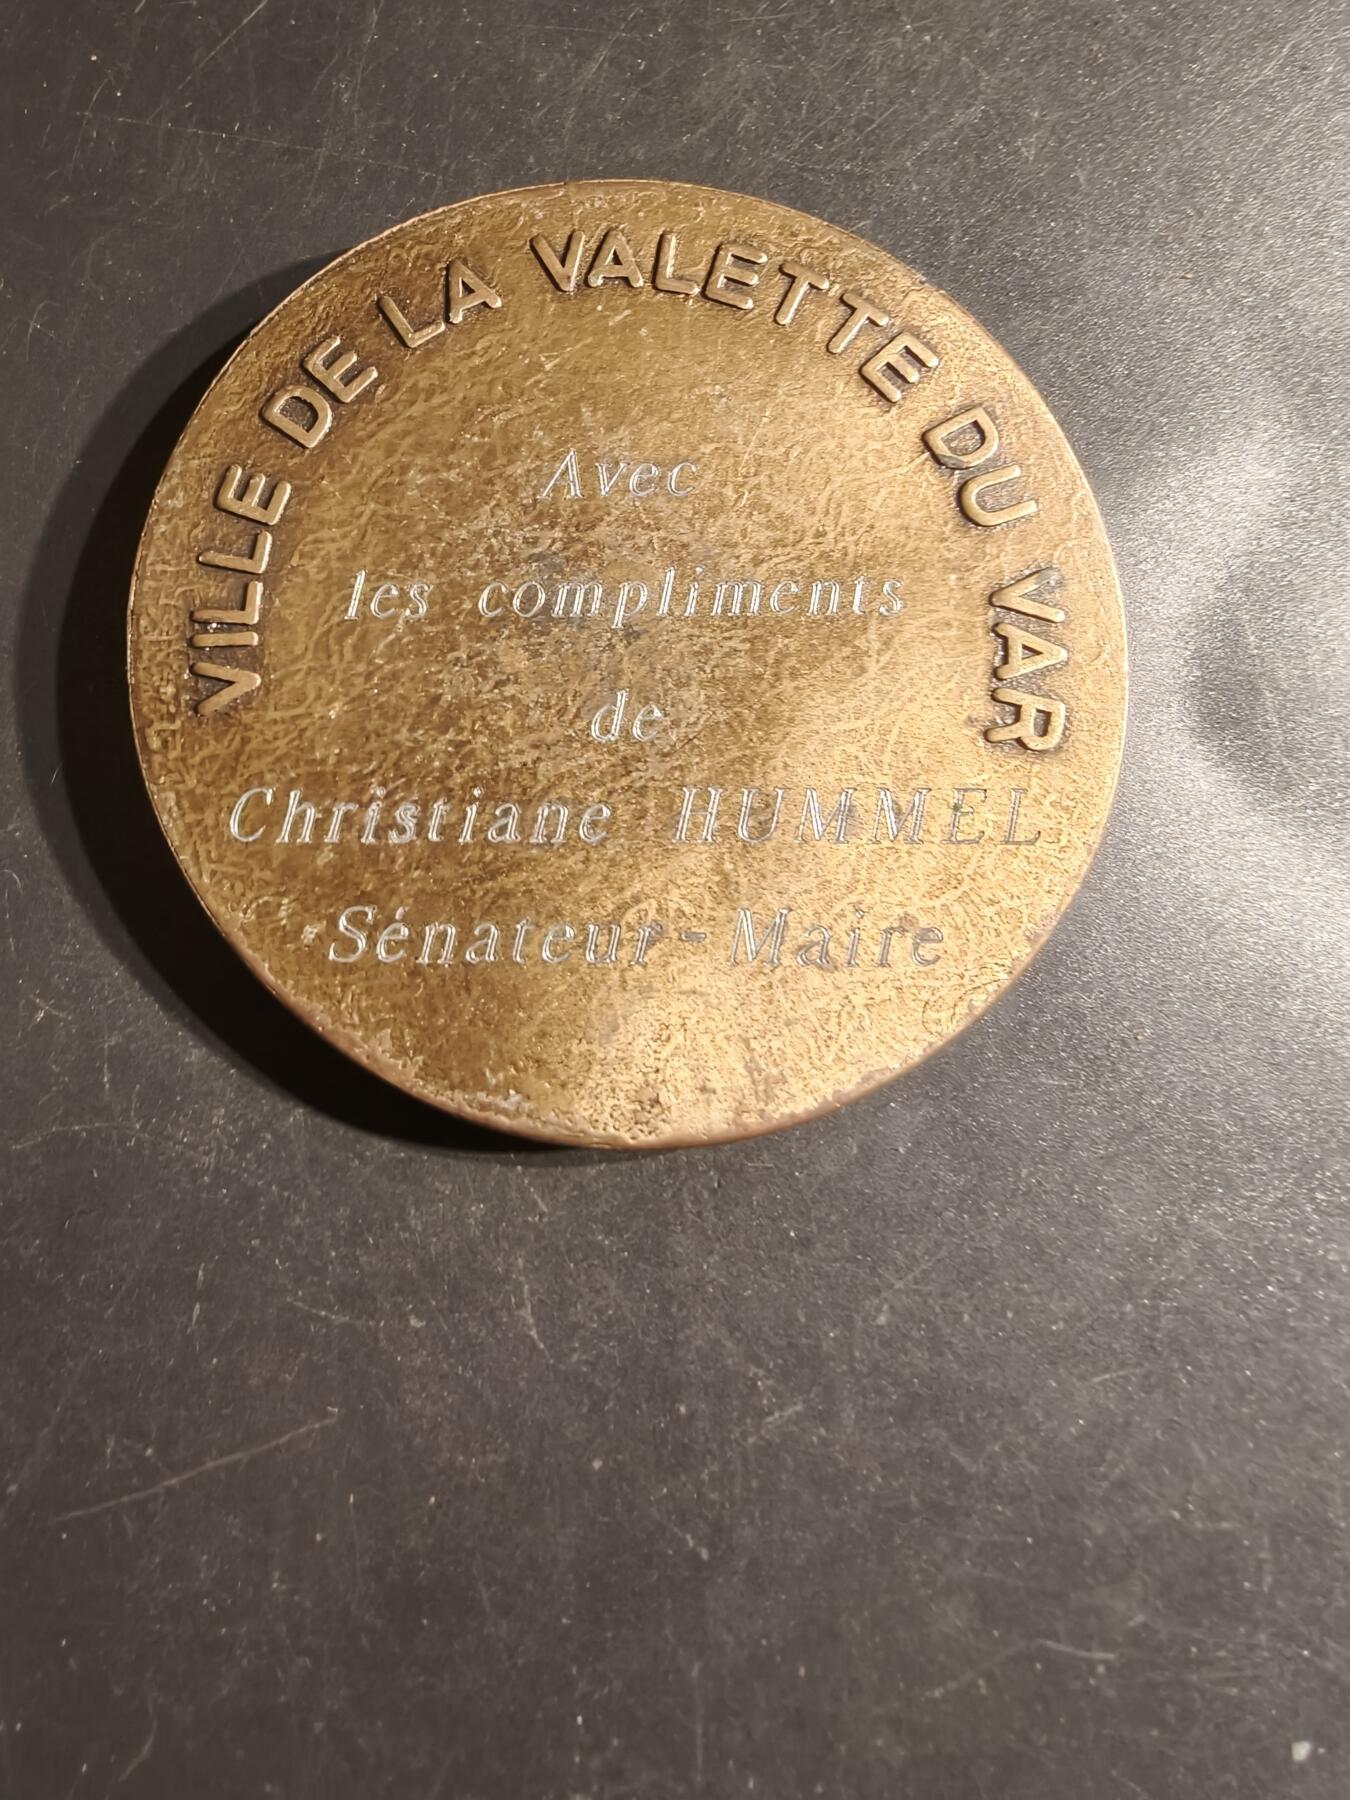 VILLE DE LA VALETTE DU VAR
Avec
les compliments
de
Christiane HUMMEL
Sénateur-Maire